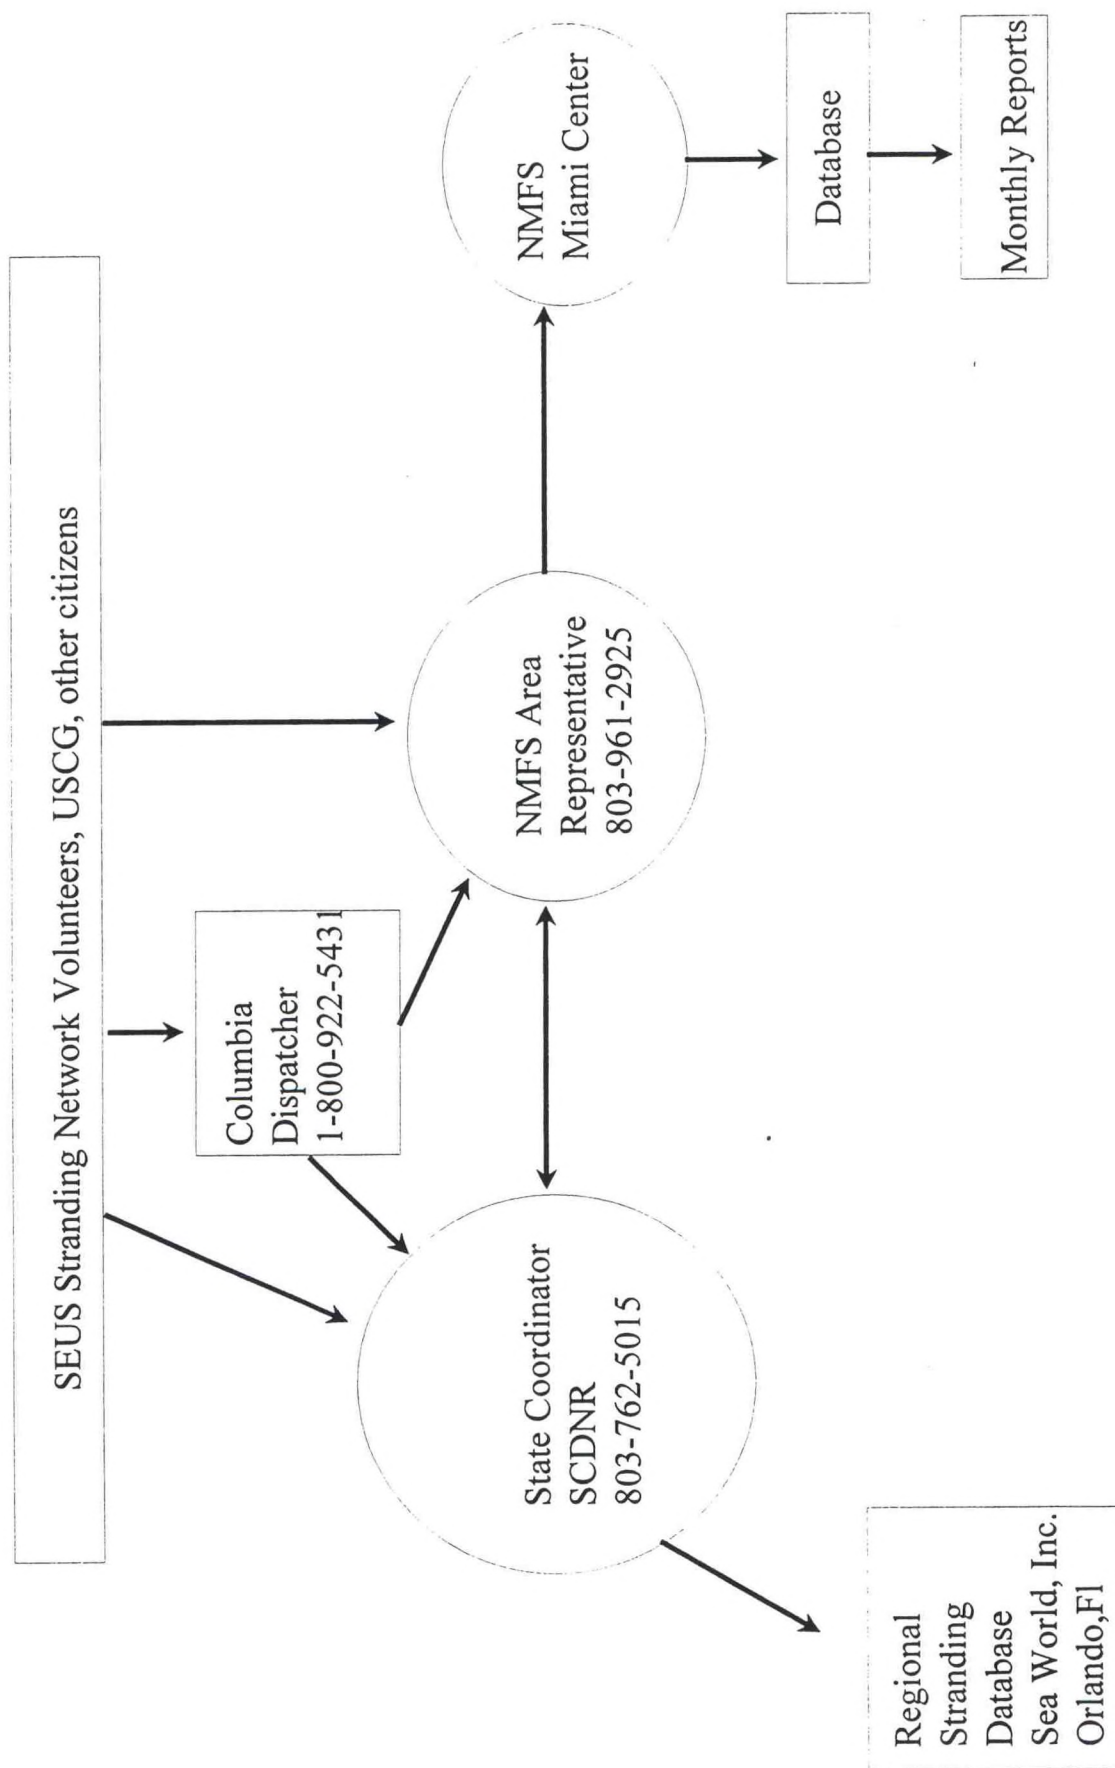 SEUS Stranding Network Volunteers, USCG, other citizens
Columbia
Dispatcher
1-800-922-5431
State Coordinator
SCDNR
803-762-5015
NMFS Area
Representative
803-961-2925
NMFS
Miami Center
Regional
Stranding
Database
Sea World, Inc.
Orlando,Fl
Database
Monthly Reports